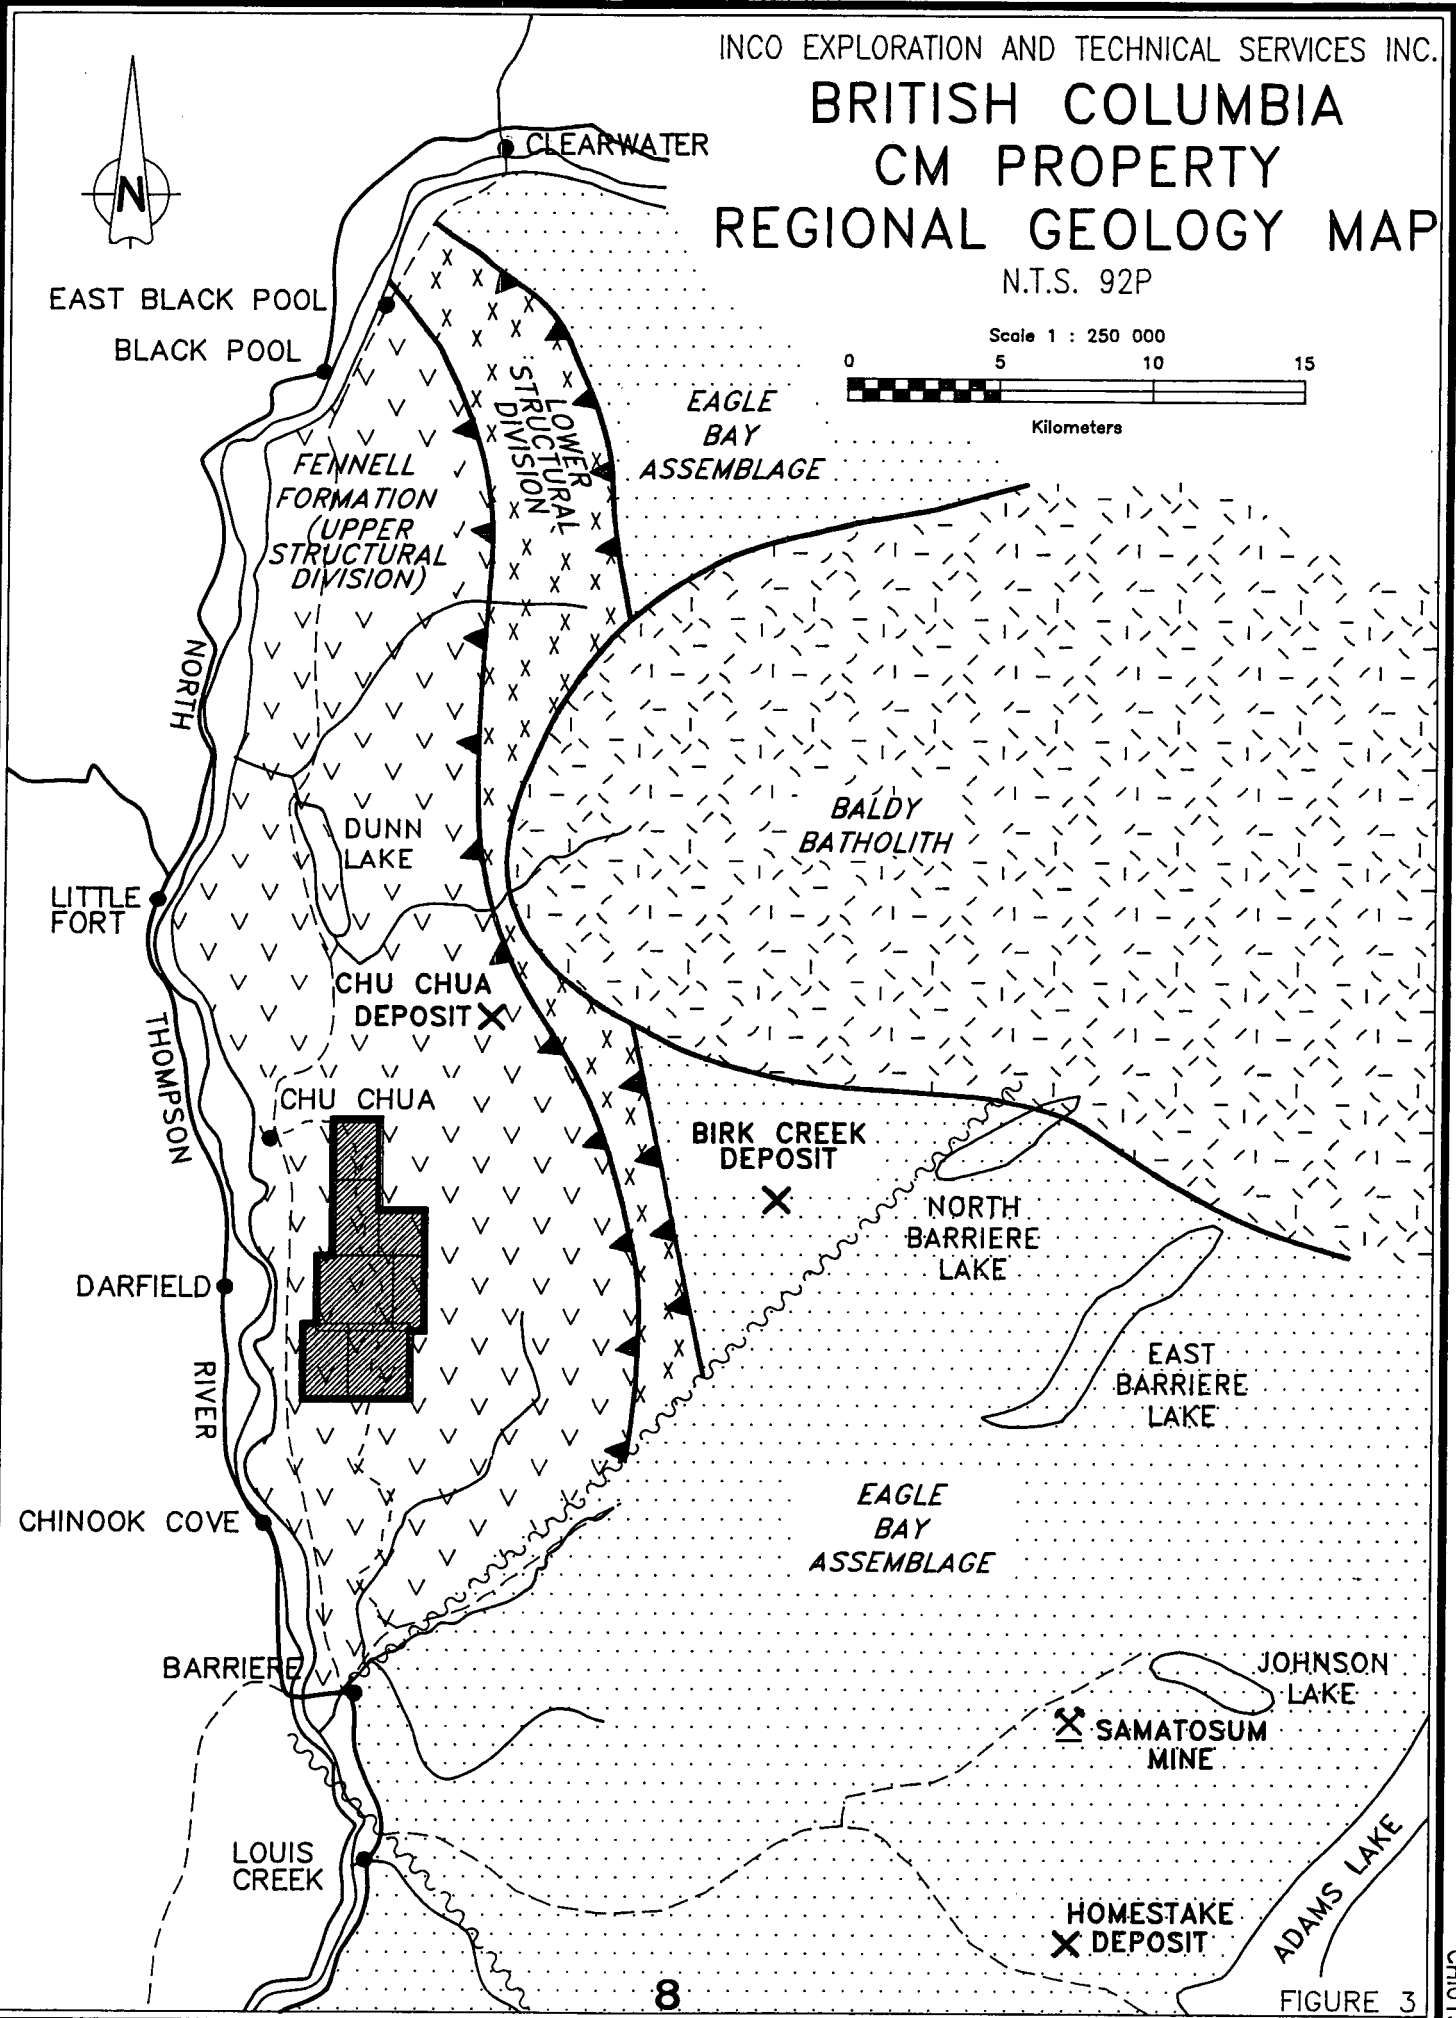 INCO EXPLORATION AND TECHNICAL SERVICES INC.
BRITISH COLUMBIA
CM PROPERTY
REGIONAL GEOLOGY MAP
N.T.S. 92P
Scale 1 : 250 000
0 5 10 15
Kilometers
N
CLEARWATER
EAST BLACK POOL
BLACK POOL
EAGLE
BAY
ASSEMBLAGE
LOWER
STRUCTURAL
DIVISION
FENNELL
FORMATION
(UPPER
STRUCTURAL
DIVISION)
NORTH
BALDY
BATHOLITH
DUNN
LAKE
LITTLE
FORT
CHU CHUA
DEPOSIT
THOMPSON
CHU CHUA
BIRK CREEK
DEPOSIT
NORTH
BARRIERE
LAKE
DARFIELD
EAST
BARRIERE
LAKE
RIVER
EAGLE
BAY
ASSEMBLAGE
CHINOOK COVE
BARRIERE
JOHNSON
LAKE
SAMATOSUM
MINE
LOUIS
CREEK
ADAMS LAKE
HOMESTAKE
DEPOSIT
8
FIGURE 3